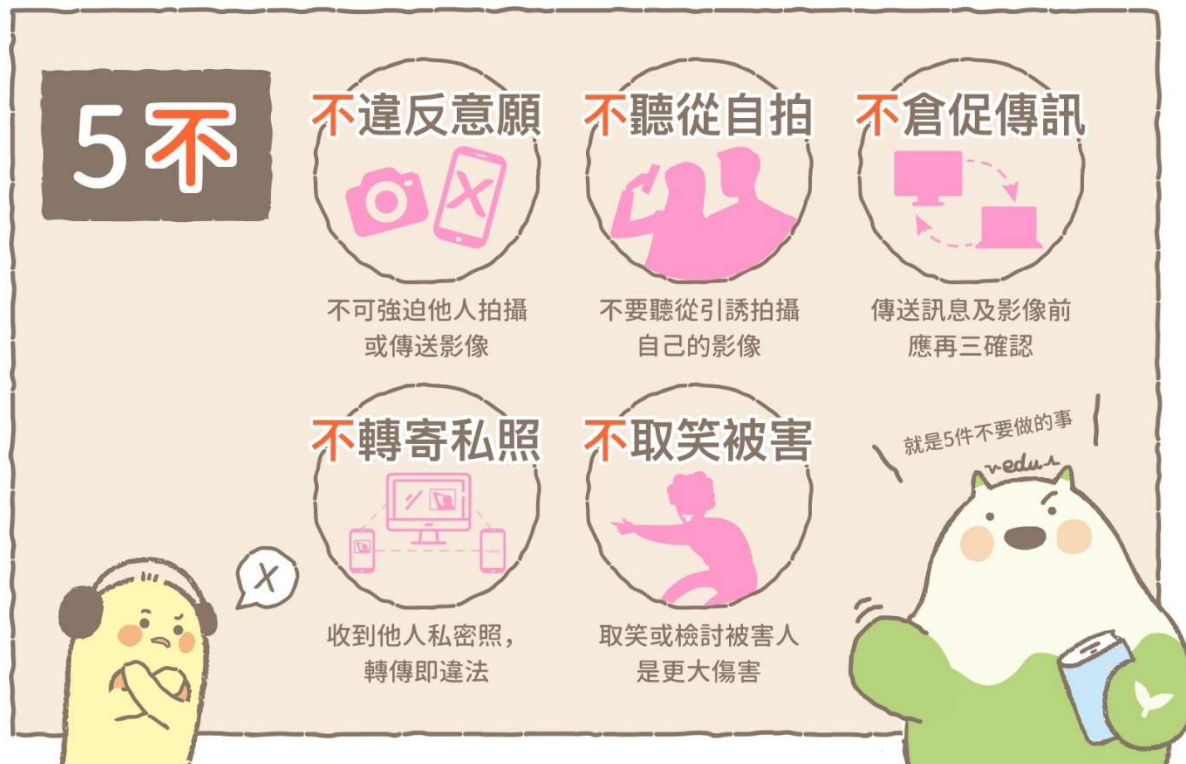 5不
不違反意願
不可強迫他人拍攝
或傳送影像
不聽從自拍
不要聽從引誘拍攝
自己的影像
不倉促傳訊
傳送訊息及影像前
應再三確認
不轉寄私照
收到他人私密照，
轉傳即違法
不取笑被害
取笑或檢討被害人
是更大傷害
就是5件不要做的事
edu
X